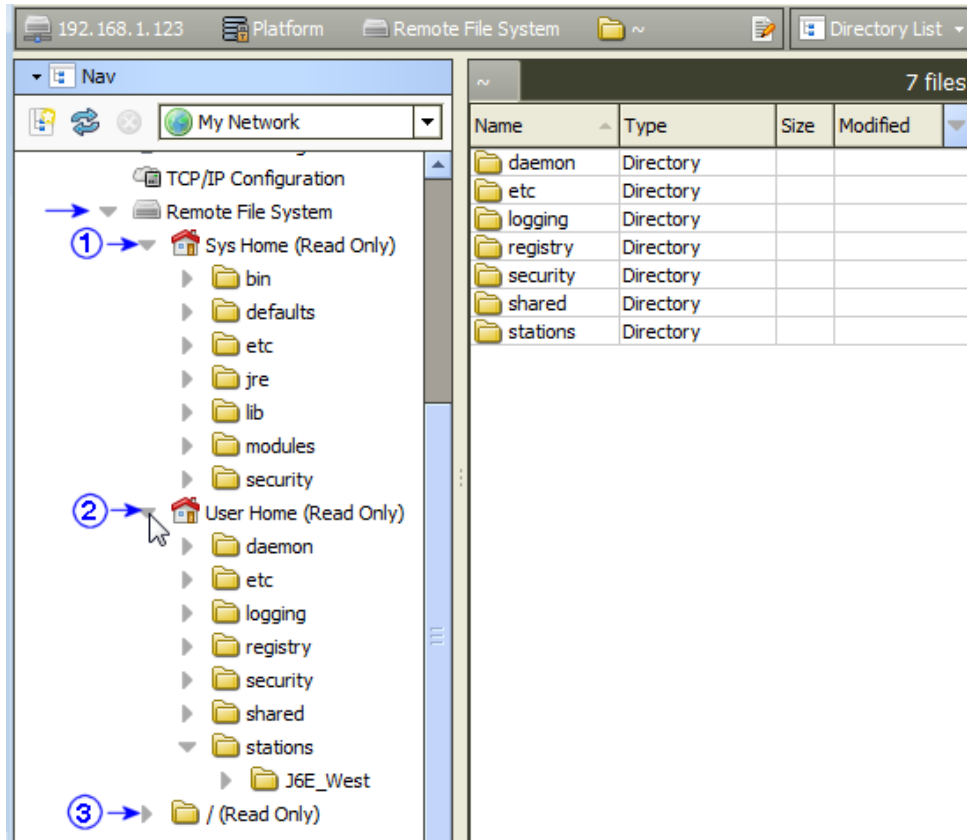 192.168.1.123 Platform Remote File System ~ Directory List
Nav
My Network
TCP/IP Configuration
Remote File System
1 Sys Home (Read Only)
bin
defaults
etc
jre
lib
modules
security
2 User Home (Read Only)
daemon
etc
logging
registry
security
shared
stations
J6E_West
3 / (Read Only)
~ 7 files
Name Type Size Modified
daemon Directory
etc Directory
logging Directory
registry Directory
security Directory
shared Directory
stations Directory